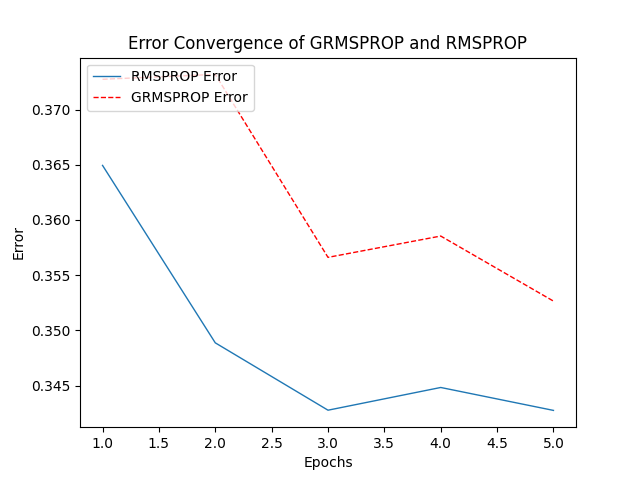 Error Convergence of GRMSPROP and RMSPROP
RMSPROP Error
GRMSPROP Error
0.370
0.365
0.360
0.355
0.350
0.345
Error
1.0 1.5 2.0 2.5 3.0 3.5 4.0 4.5 5.0
Epochs